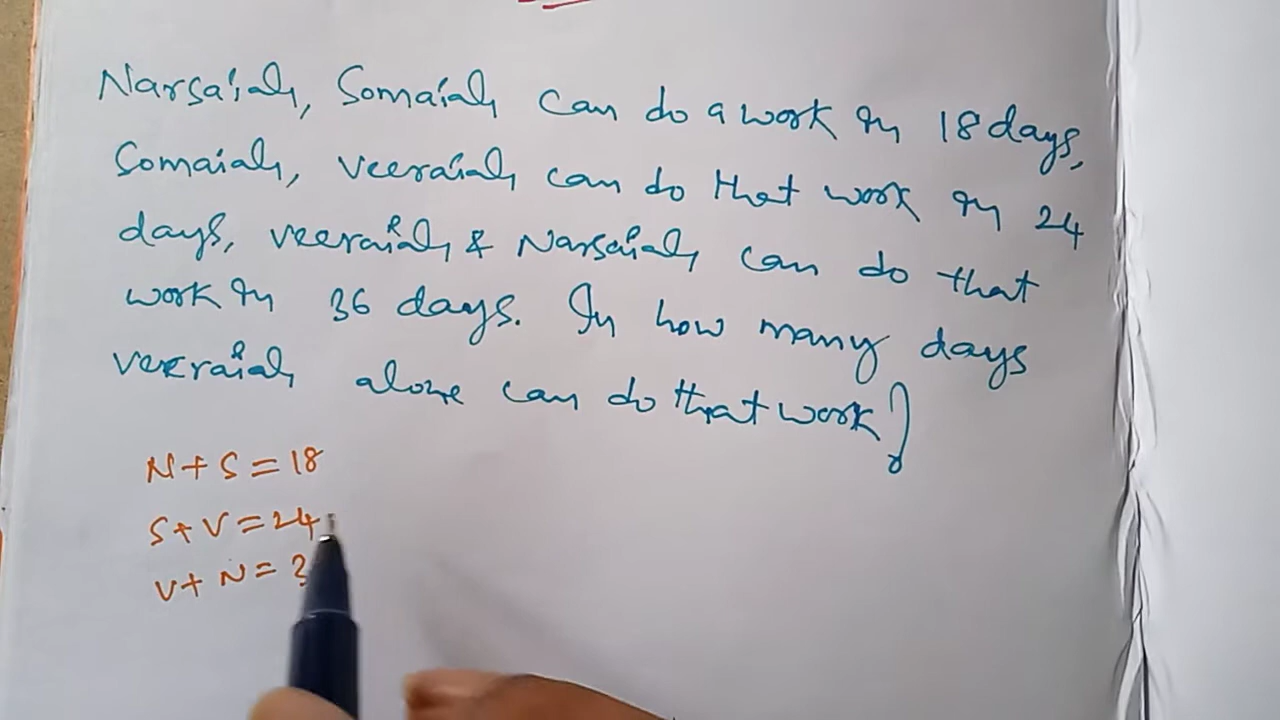 Narsaiah, Somaiah can do a work in 18 days,
Somaiah, Veeraiah can do that work in 24
days, Veeraiah & Narsaiah can do that
work in 36 days. In how many days
veeraiah alone can do that work?
N + S = 18
S + V = 24
V + N = 3